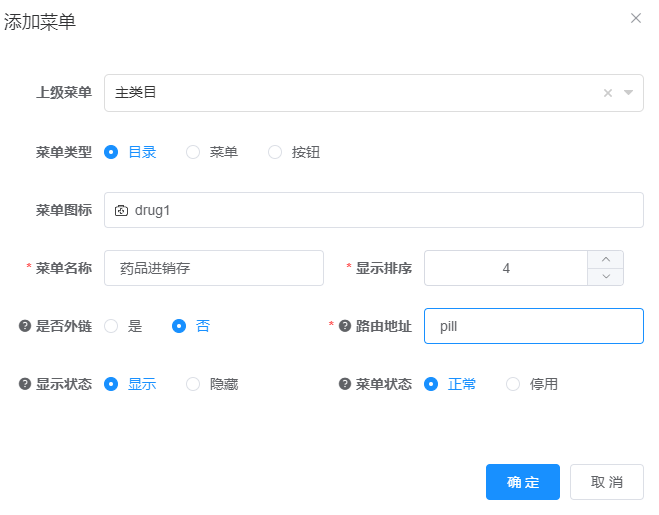 添加菜单
上级菜单 主类目
菜单类型 目录 菜单 按钮
菜单图标 drug1
* 菜单名称 药品进销存 * 显示排序 4
是否外链 是 否 * 路由地址 pill
显示状态 显示 隐藏 菜单状态 正常 停用
确 定 取 消